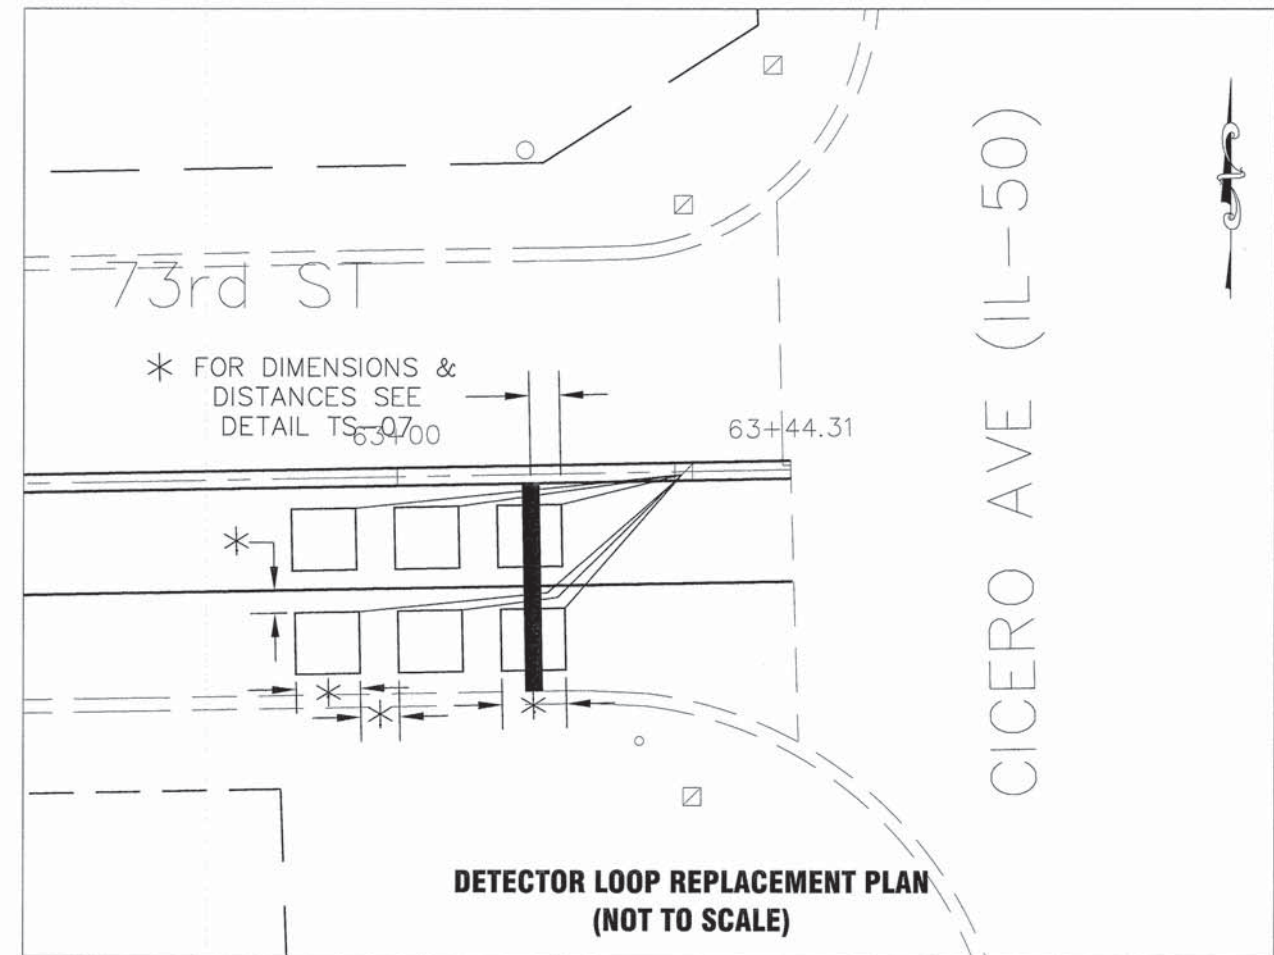 73rd ST
* FOR DIMENSIONS &
DISTANCES SEE
DETAIL TS-07
63+00
63+44.31
*
*
*
*
CICERO AVE (IL-50)
DETECTOR LOOP REPLACEMENT PLAN
(NOT TO SCALE)